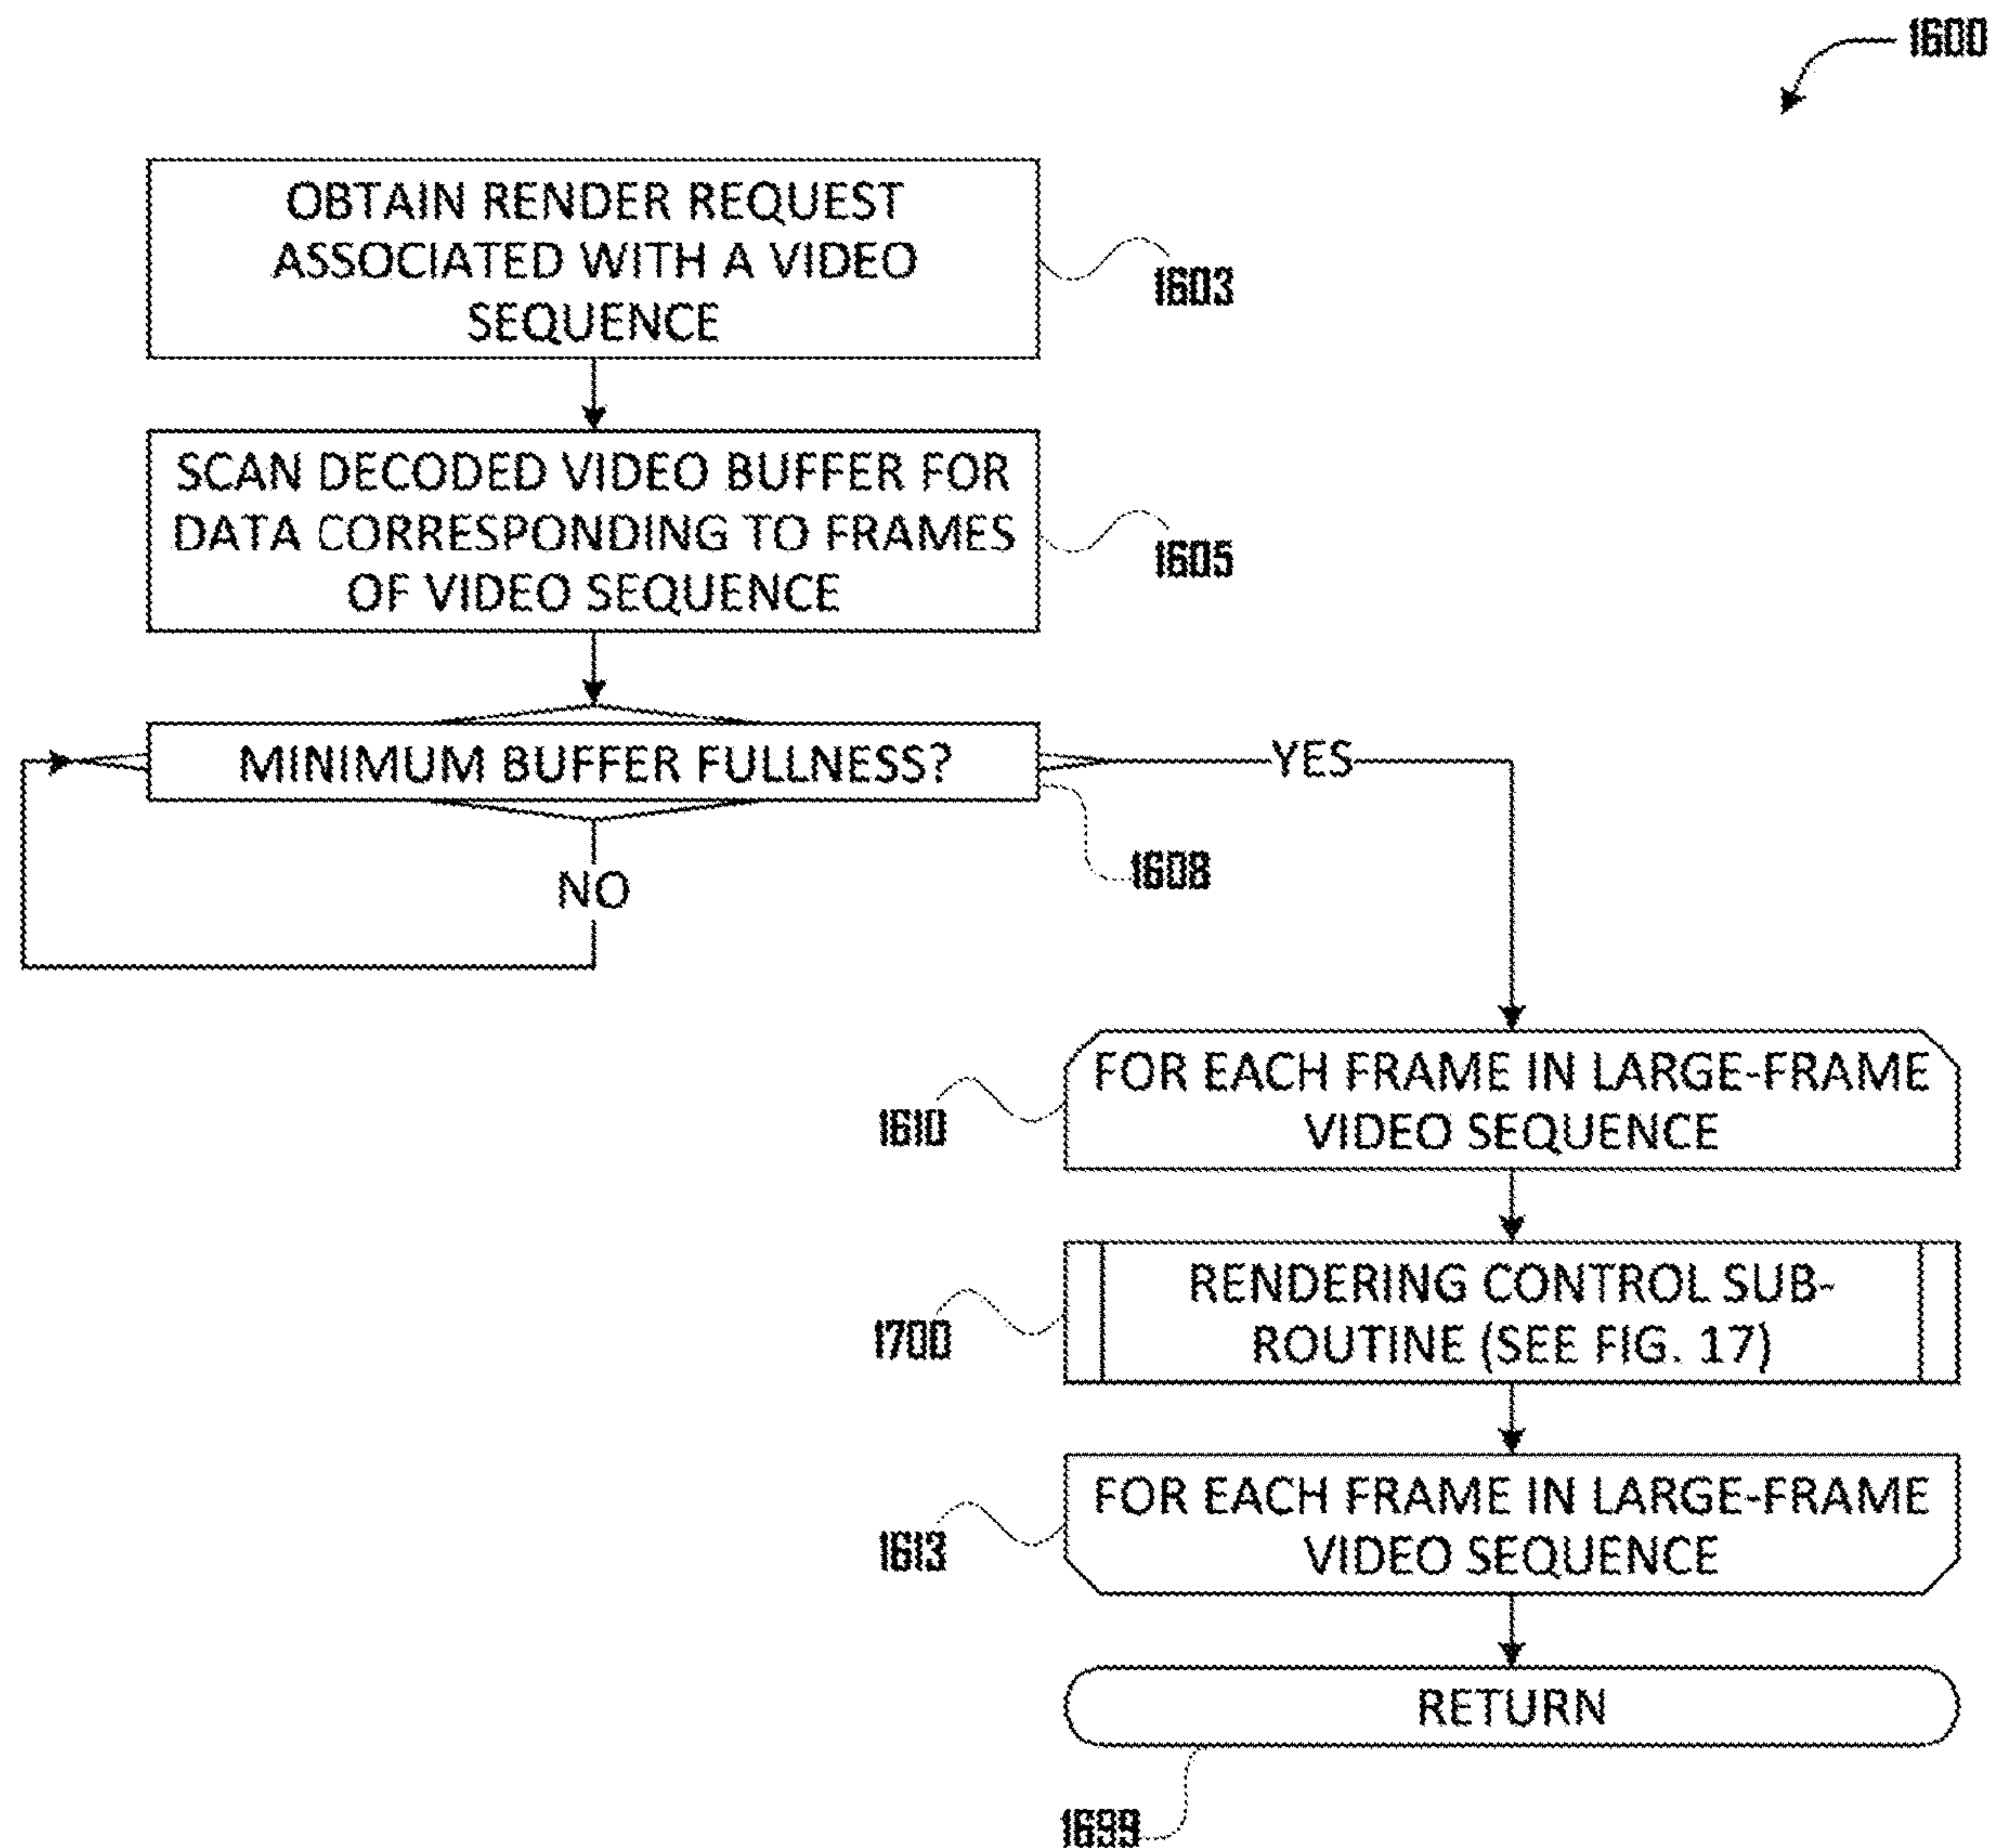 1600
OBTAIN RENDER REQUEST
ASSOCIATED WITH A VIDEO
SEQUENCE
1603
SCAN DECODED VIDEO BUFFER FOR
DATA CORRESPONDING TO FRAMES
OF VIDEO SEQUENCE
1605
MINIMUM BUFFER FULLNESS?
YES
1608
NO
FOR EACH FRAME IN LARGE-FRAME
VIDEO SEQUENCE
1610
RENDERING CONTROL SUB-
ROUTINE (SEE FIG. 17)
1700
FOR EACH FRAME IN LARGE-FRAME
VIDEO SEQUENCE
1613
RETURN
1699